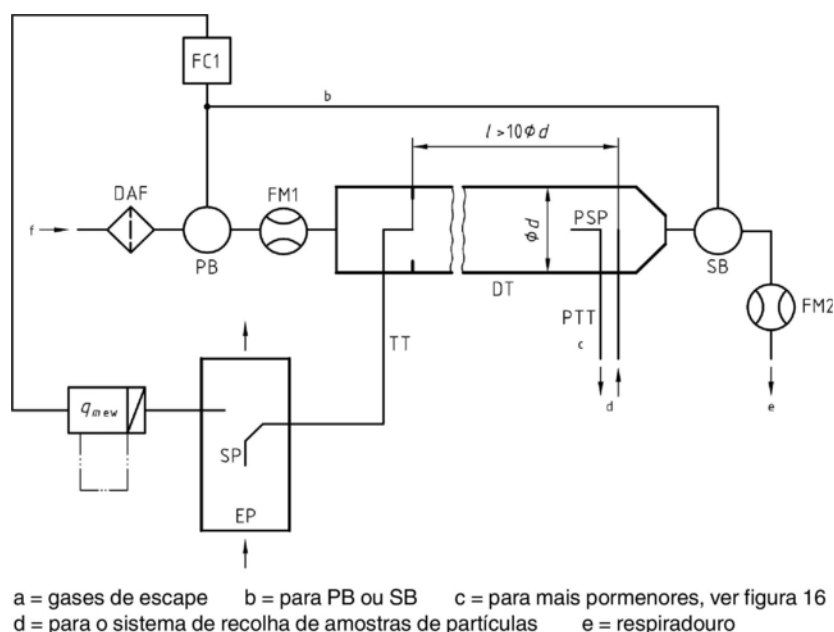 FC1
b
l > 10 Ø d
DAF
FM1
f
PB
Ø d
PSP
SB
DT
FM2
PTT
TT
c
d
e
qmew
SP
EP
a = gases de escape b = para PB ou SB c = para mais pormenores, ver figura 16
d = para o sistema de recolha de amostras de partículas e = respiradouro